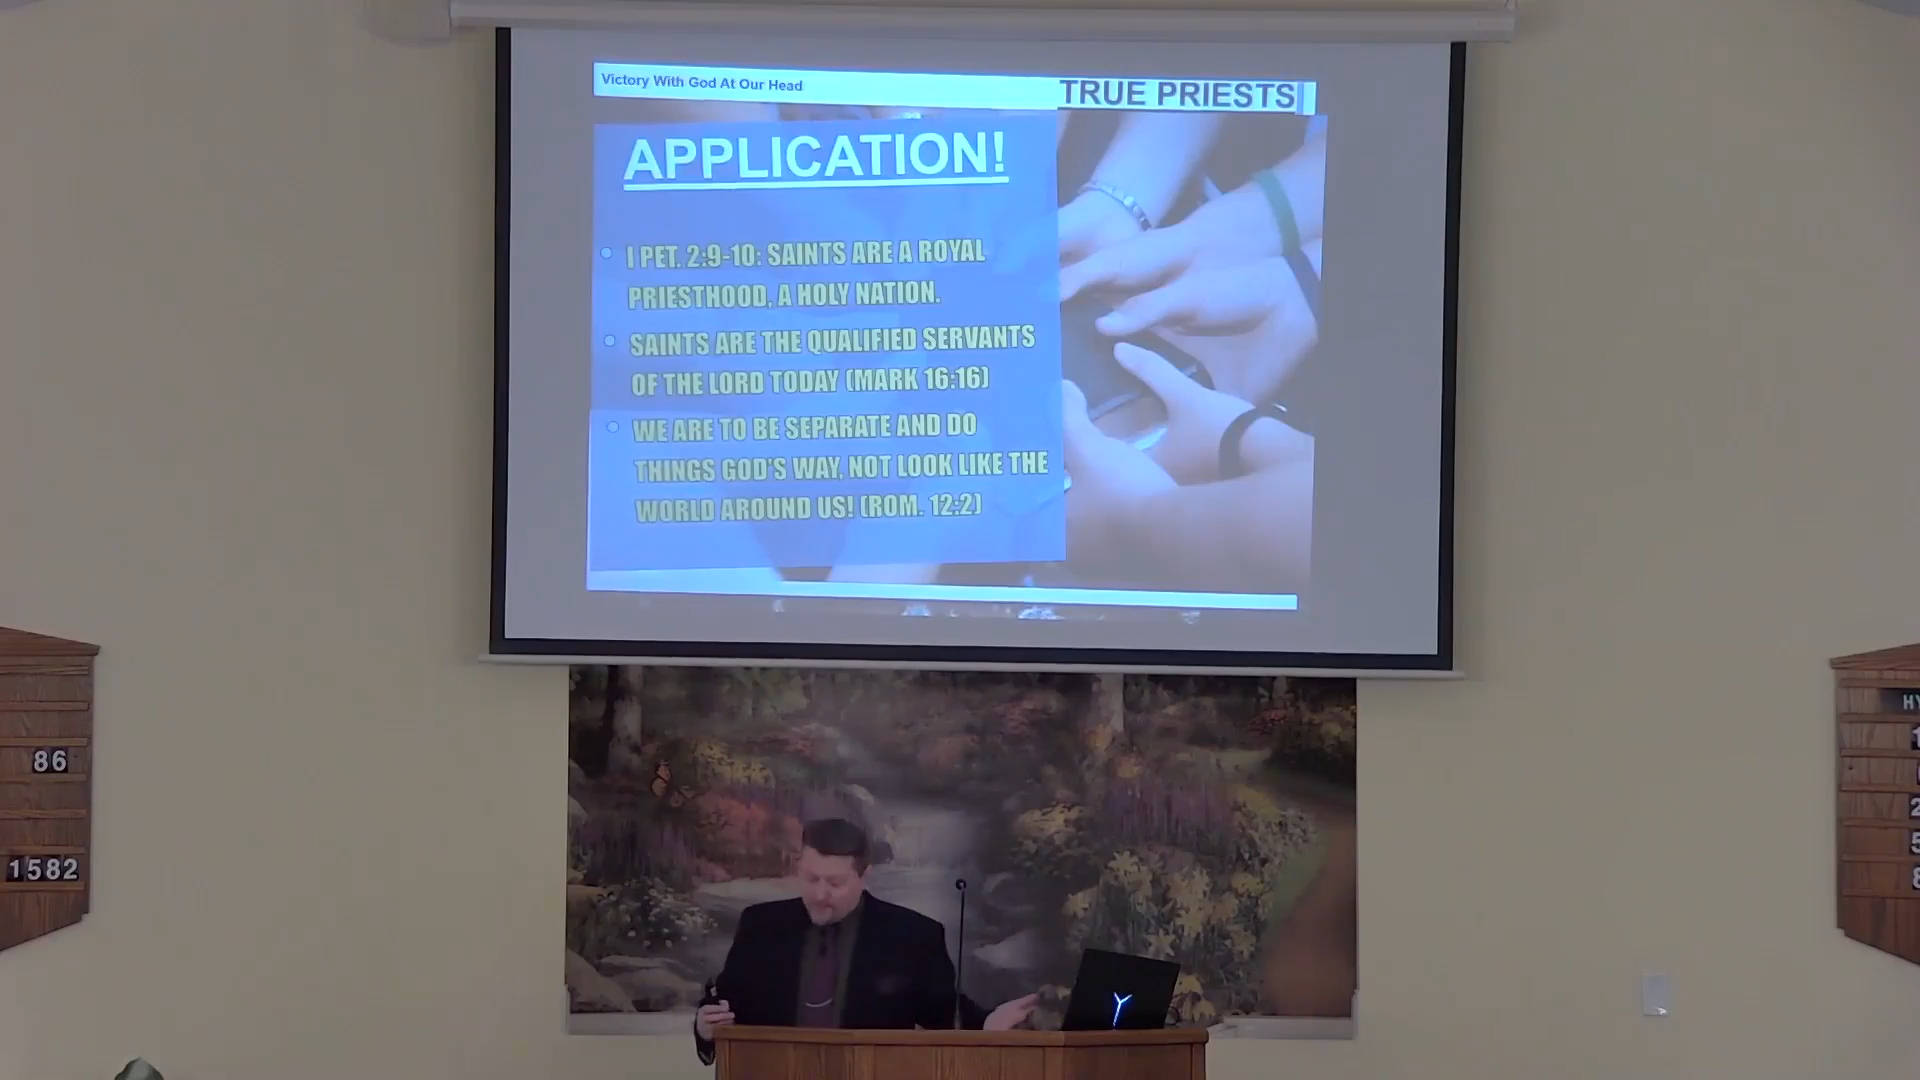 Victory With God At Our Head
TRUE PRIESTS
APPLICATION!
I PET. 2:9-10: SAINTS ARE A ROYAL
PRIESTHOOD, A HOLY NATION.
SAINTS ARE THE QUALIFIED SERVANTS
OF THE LORD TODAY (MARK 16:16)
WE ARE TO BE SEPARATE AND DO
THINGS GOD'S WAY, NOT LOOK LIKE THE
WORLD AROUND US! (ROM. 12:2)
86
1582